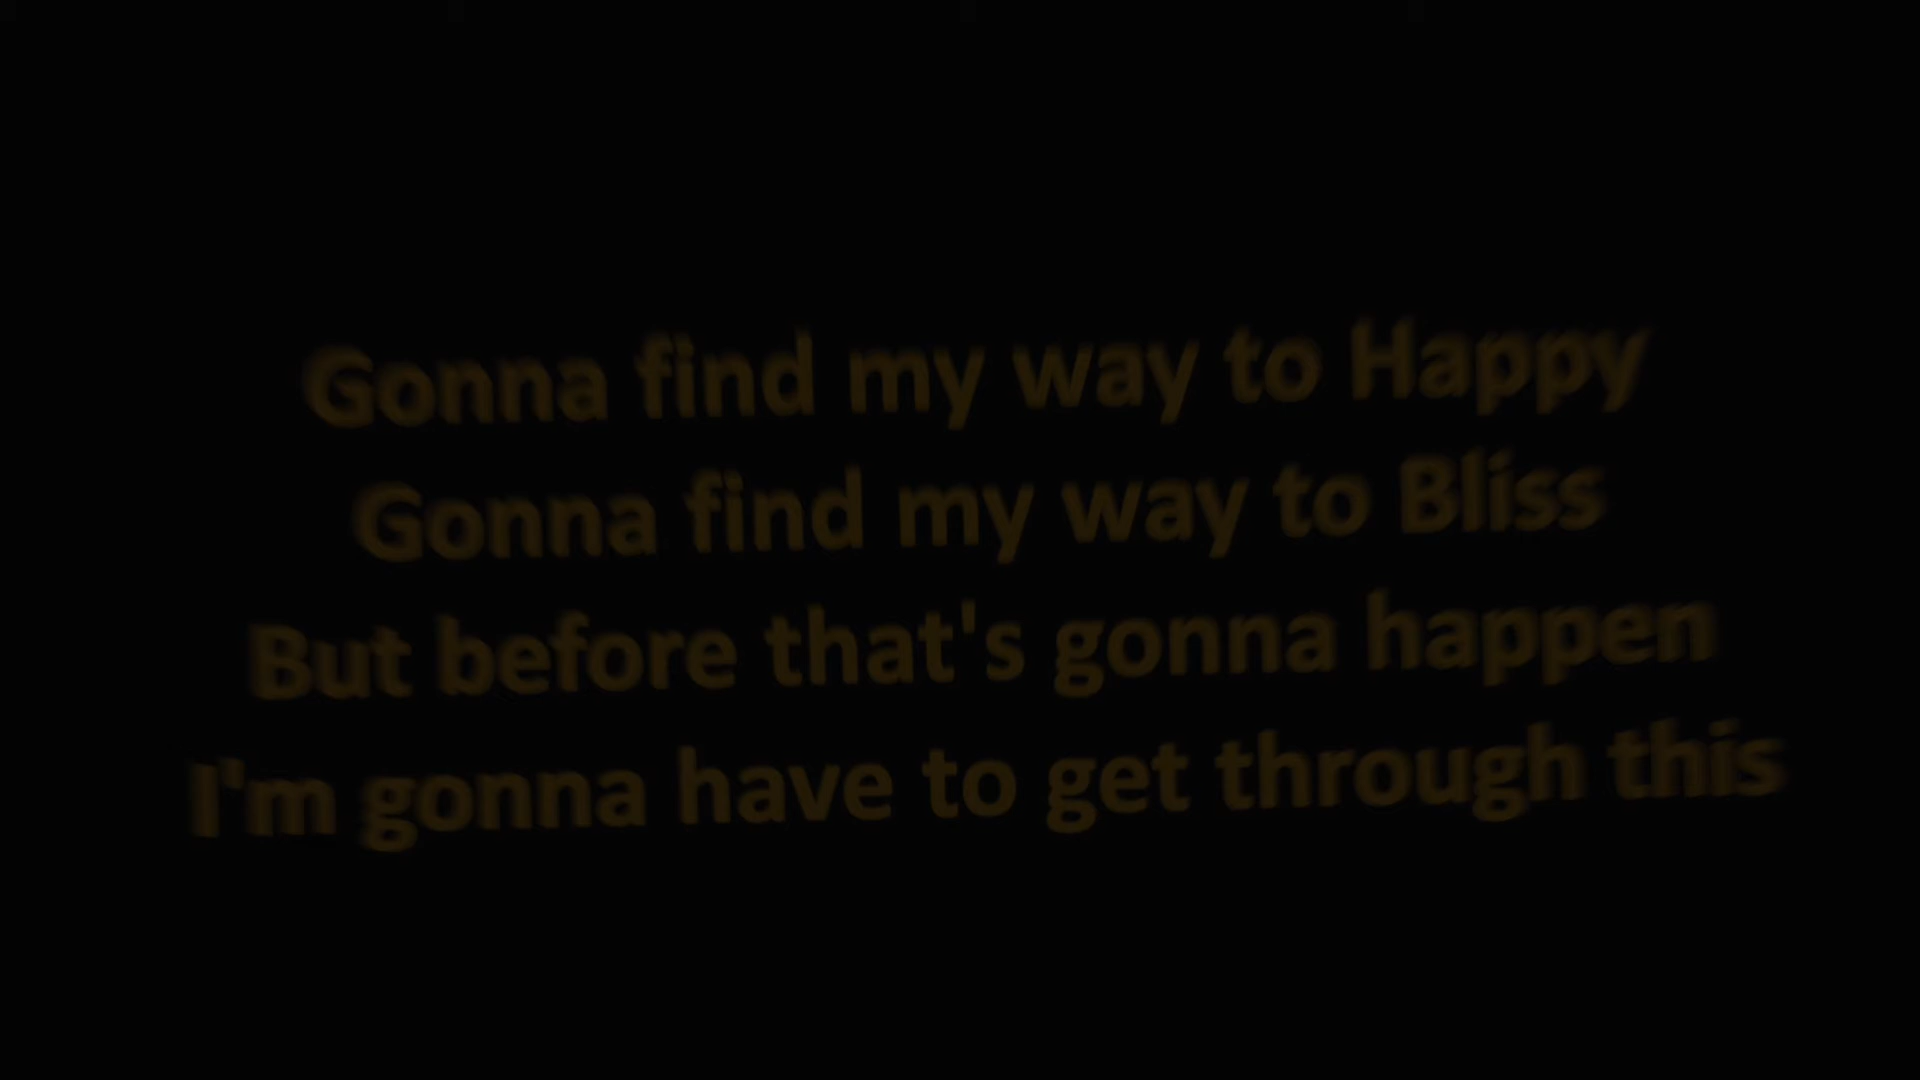 Gonna find my way to Happy
Gonna find my way to Bliss
But before that's gonna happen
I'm gonna have to get through this